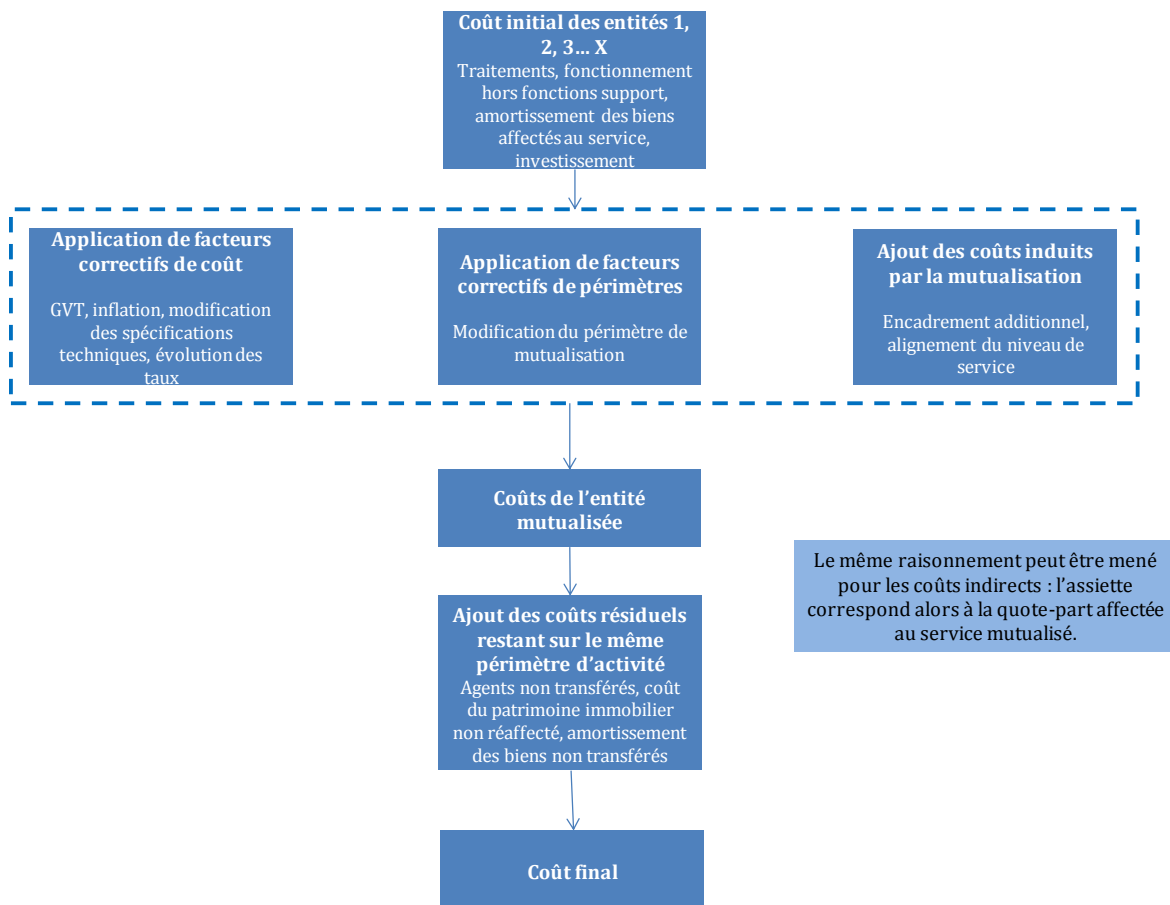 Coût initial des entités 1,
2, 3… X
Traitements, fonctionnement
hors fonctions support,
amortissement des biens
affectés au service,
investissement
Application de facteurs
correctifs de coût
GVT, inflation, modification
des spécifications
techniques, évolution des
taux
Application de facteurs
correctifs de périmètres
Modification du périmètre de
mutualisation
Ajout des coûts induits
par la mutualisation
Encadrement additionnel,
alignement du niveau de
service
Coûts de l’entité
mutualisée
Le même raisonnement peut être mené
pour les coûts indirects : l’assiette
correspond alors à la quote-part affectée
au service mutualisé.
Ajout des coûts résiduels
restant sur le même
périmètre d’activité
Agents non transférés, coût
du patrimoine immobilier
non réaffecté, amortissement
des biens non transférés
Coût final